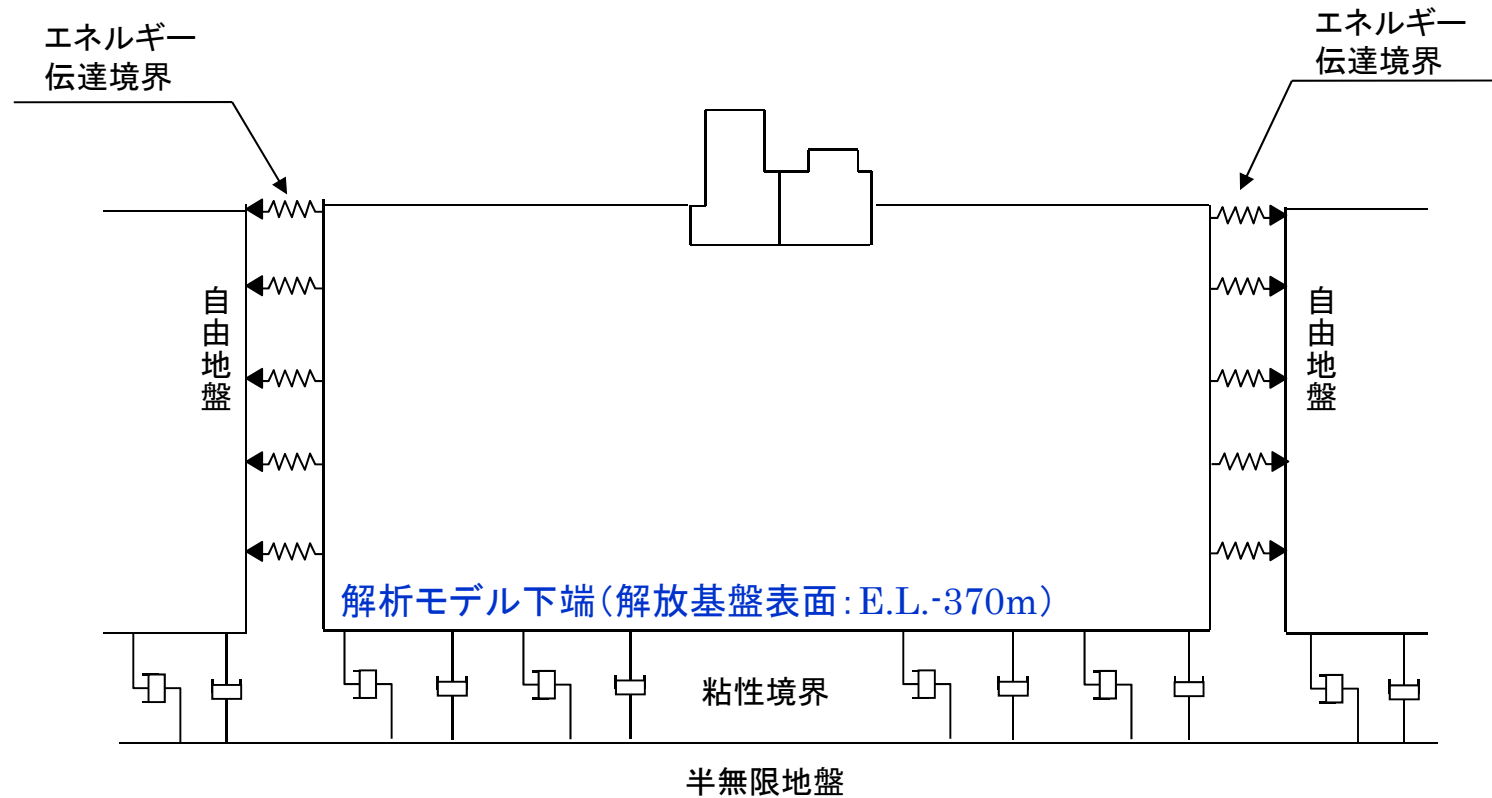 エネルギー
伝達境界
エネルギー
伝達境界
自由地盤
自由地盤
解析モデル下端（解放基盤表面：E.L.-370m）
粘性境界
半無限地盤